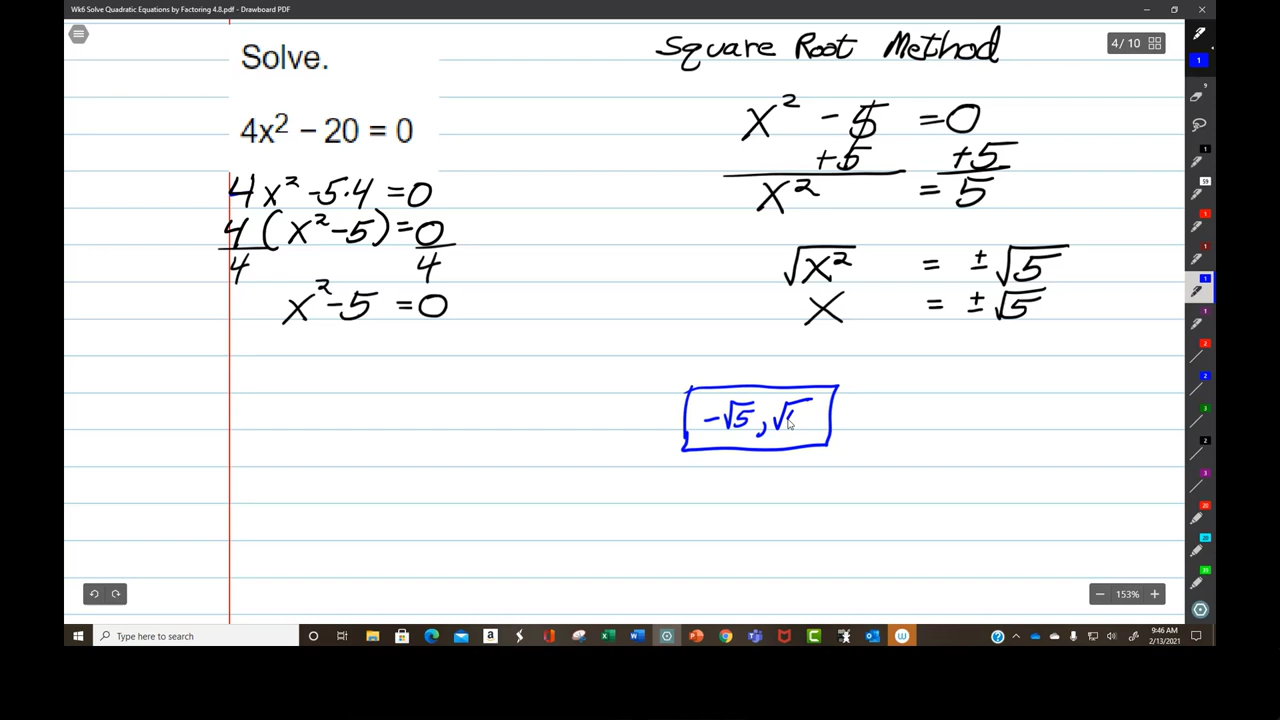 Wk6 Solve Quadratic Equations by Factoring 4.8.pdf - Drawboard PDF
4 / 10
Solve.
4x² − 20 = 0
4x² -5·4 =0
4(x²-5)=0
4 4
x²-5 =0
Square Root Method
x² -5 =0
+5 +5
x² = 5
√x² = ±√5
x = ±√5
-√5, √
153%
Type here to search
9:46 AM
2/13/2021